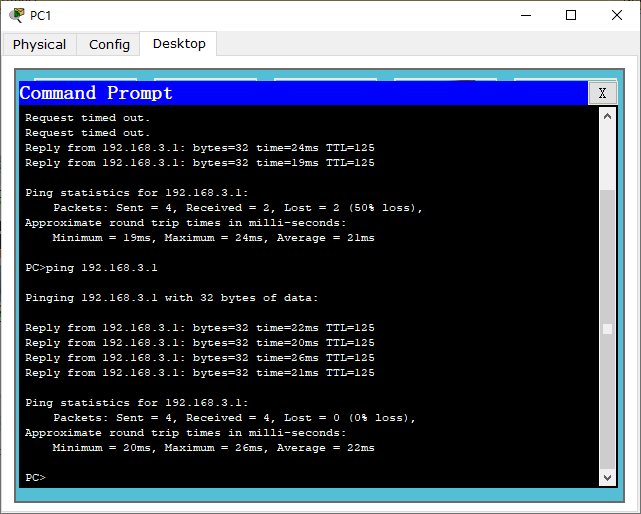 PC1
Physical Config Desktop
Command Prompt X
Request timed out.
Request timed out.
Reply from 192.168.3.1: bytes=32 time=24ms TTL=125
Reply from 192.168.3.1: bytes=32 time=19ms TTL=125
Ping statistics for 192.168.3.1:
Packets: Sent = 4, Received = 2, Lost = 2 (50% loss),
Approximate round trip times in milli-seconds:
Minimum = 19ms, Maximum = 24ms, Average = 21ms
PC>ping 192.168.3.1
Pinging 192.168.3.1 with 32 bytes of data:
Reply from 192.168.3.1: bytes=32 time=22ms TTL=125
Reply from 192.168.3.1: bytes=32 time=20ms TTL=125
Reply from 192.168.3.1: bytes=32 time=26ms TTL=125
Reply from 192.168.3.1: bytes=32 time=21ms TTL=125
Ping statistics for 192.168.3.1:
Packets: Sent = 4, Received = 4, Lost = 0 (0% loss),
Approximate round trip times in milli-seconds:
Minimum = 20ms, Maximum = 26ms, Average = 22ms
PC>